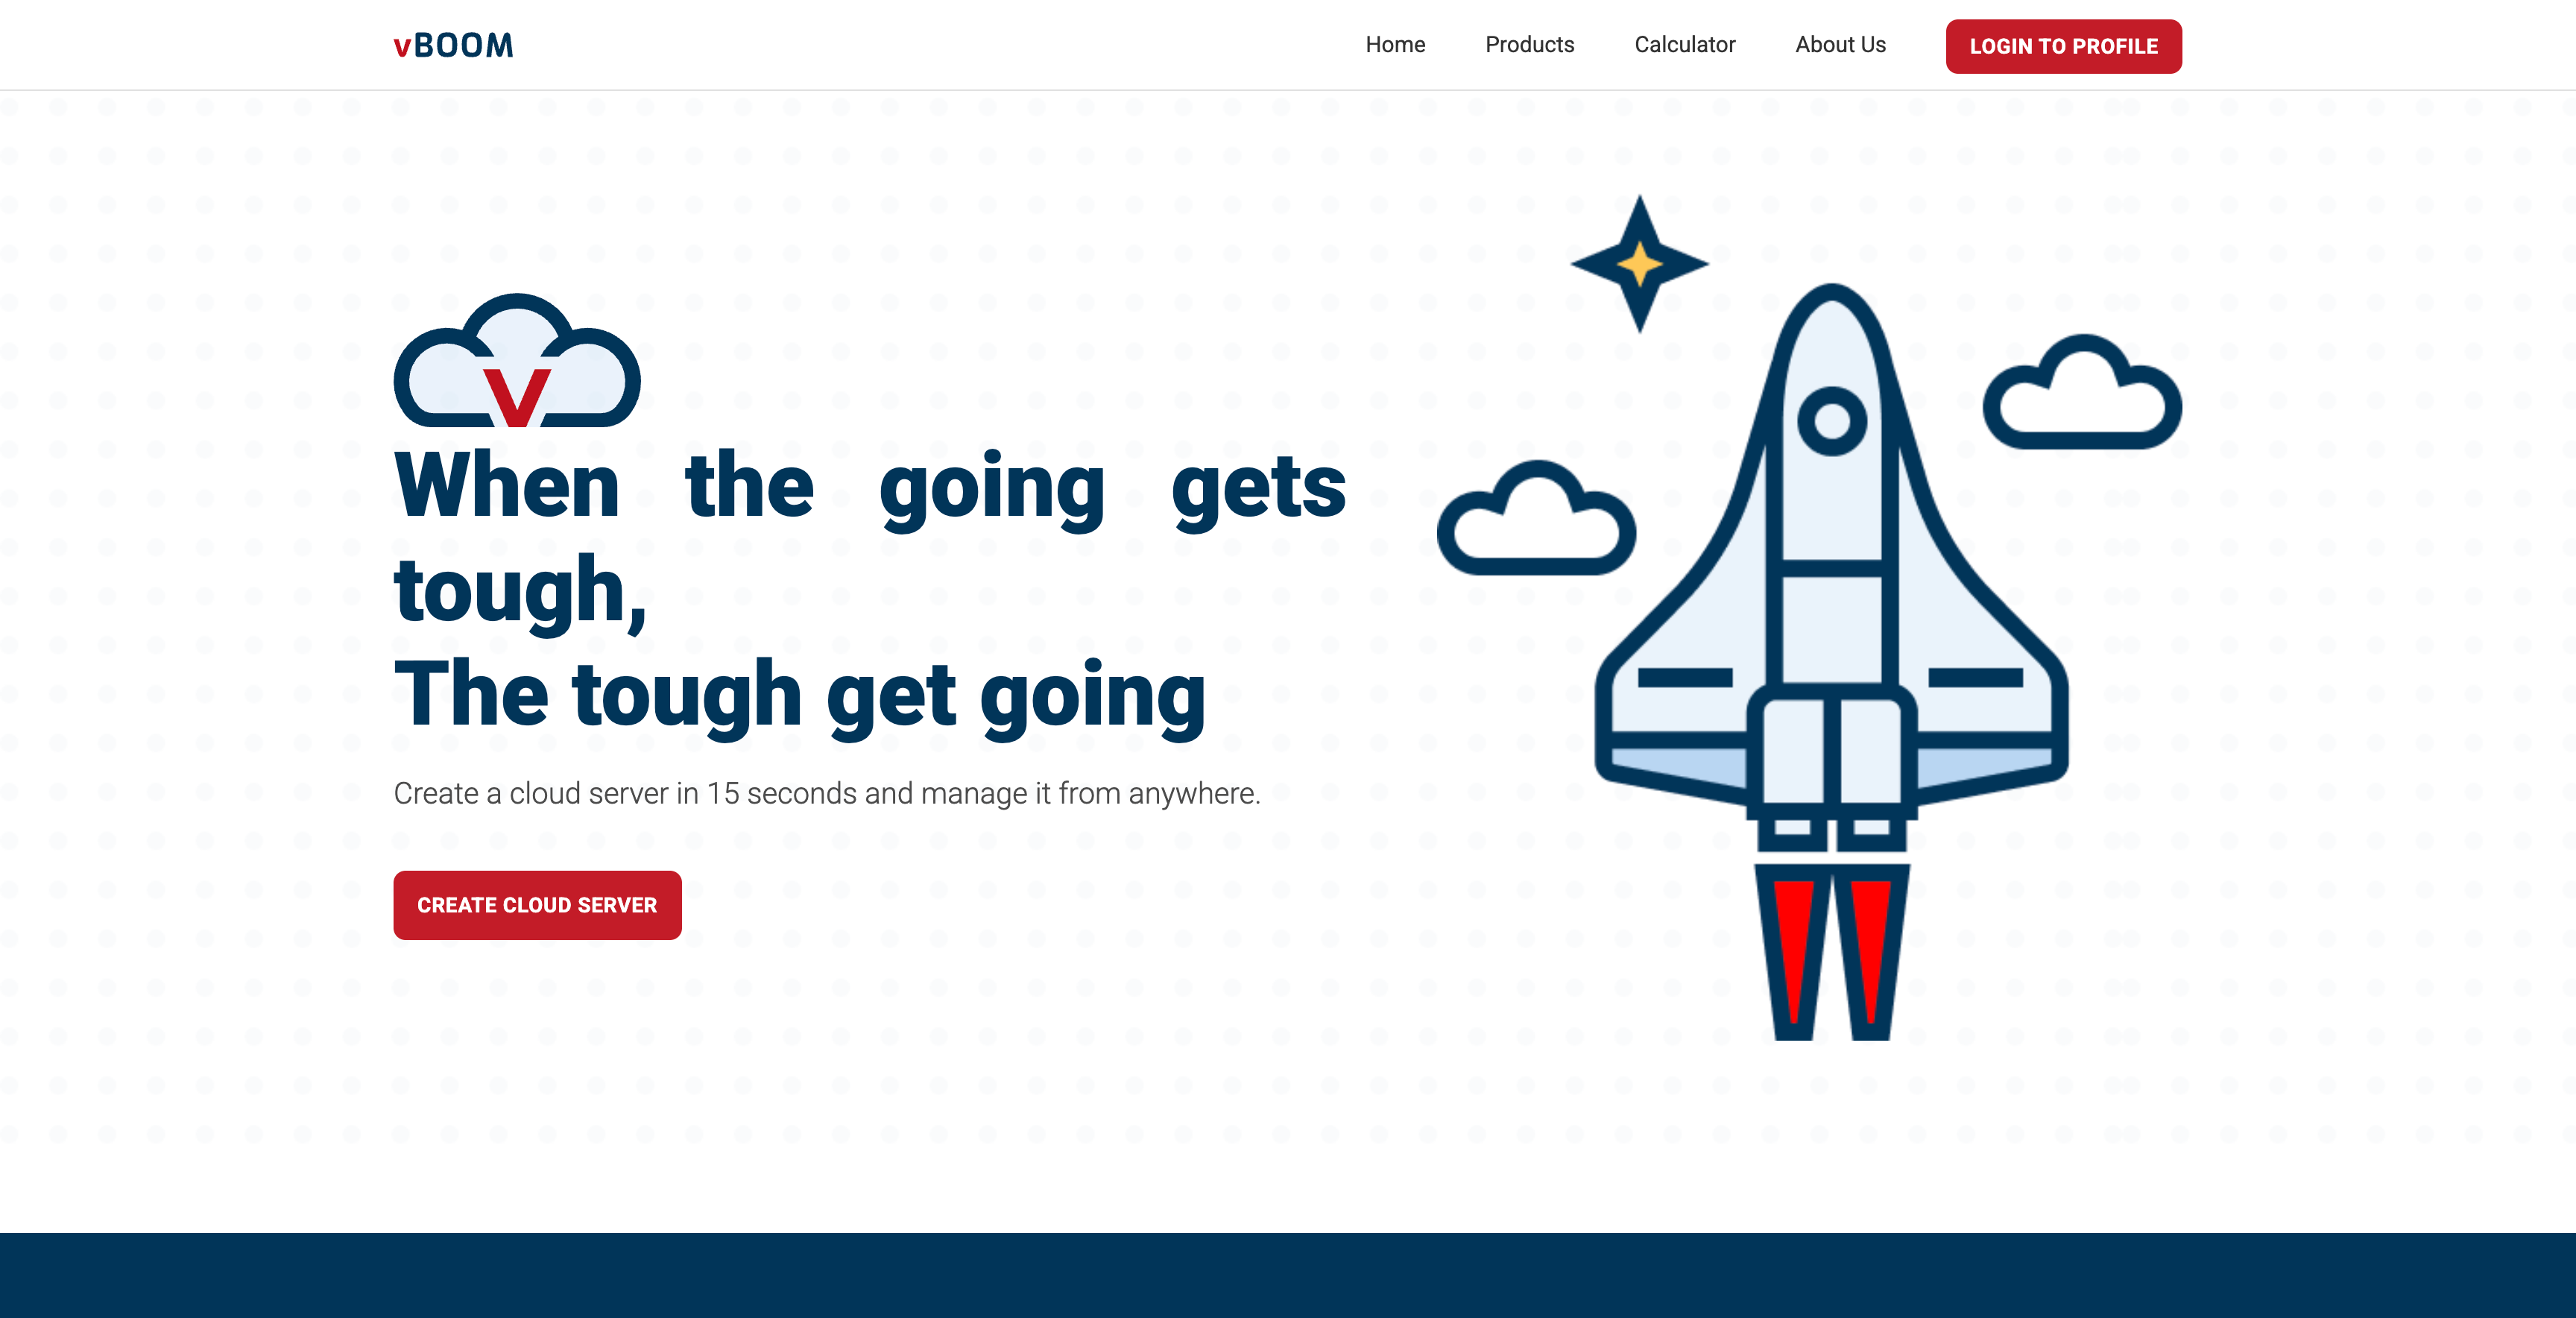 vBOOM
Home Products Calculator About Us LOGIN TO PROFILE
v
When the going gets
tough,
The tough get going
Create a cloud server in 15 seconds and manage it from anywhere.
CREATE CLOUD SERVER